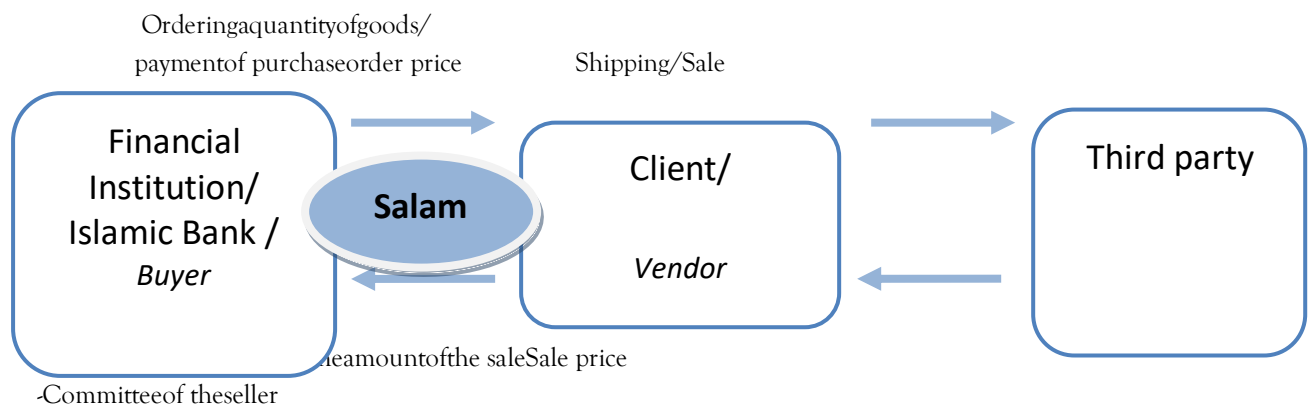 Orderingaquantityofgoods/
paymentof purchaseorder price
Shipping/Sale
Financial
Institution/
Islamic Bank /
Buyer
Salam
Client/
Vendor
Third party
amountofthe saleSale price
-Committeeof theseller